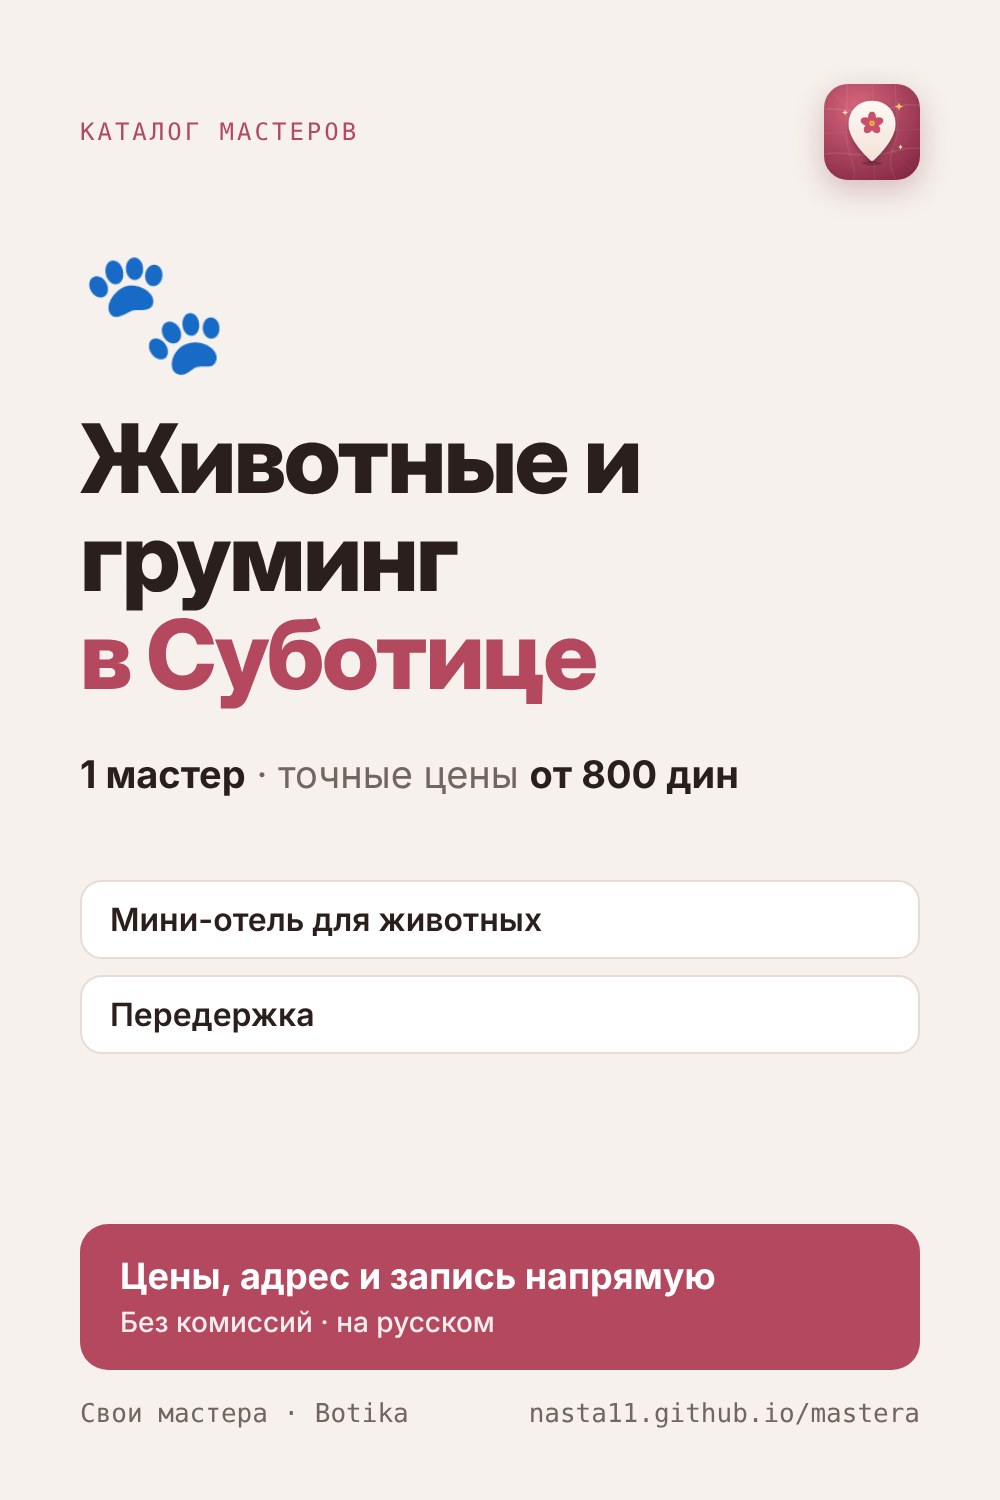 КАТАЛОГ МАСТЕРОВ
Животные и
груминг
в Суботице
1 мастер · точные цены от 800 дин
Мини-отель для животных
Передержка
Цены, адрес и запись напрямую
Без комиссий · на русском
Свои мастера · Botika
nasta11.github.io/mastera